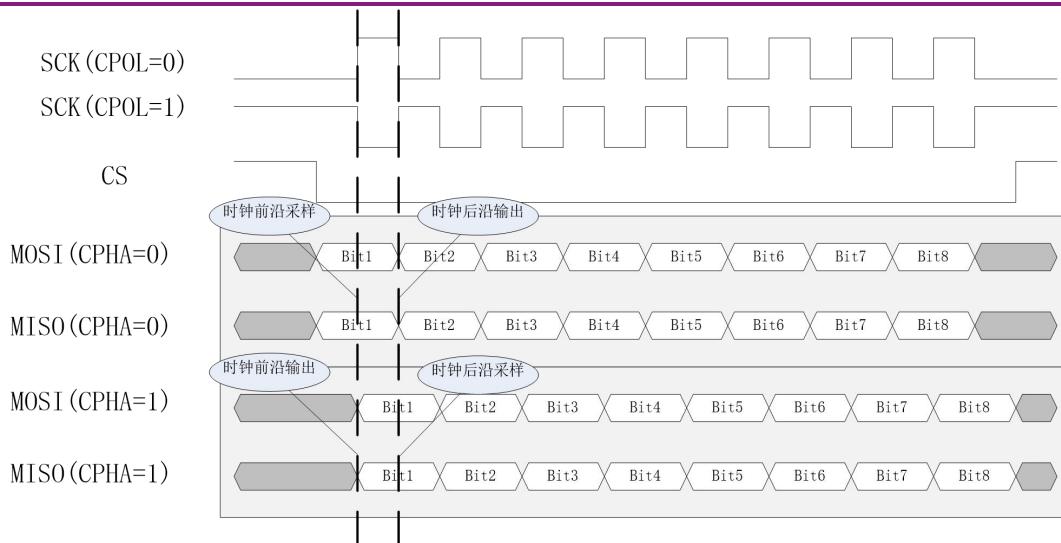 SCK(CPOL=0)
SCK(CPOL=1)
CS
时钟前沿采样
时钟后沿输出
MOSI(CPHA=0)
Bit1 Bit2 Bit3 Bit4 Bit5 Bit6 Bit7 Bit8
MISO(CPHA=0)
Bit1 Bit2 Bit3 Bit4 Bit5 Bit6 Bit7 Bit8
时钟前沿输出
时钟后沿采样
MOSI(CPHA=1)
Bit1 Bit2 Bit3 Bit4 Bit5 Bit6 Bit7 Bit8
MISO(CPHA=1)
Bit1 Bit2 Bit3 Bit4 Bit5 Bit6 Bit7 Bit8